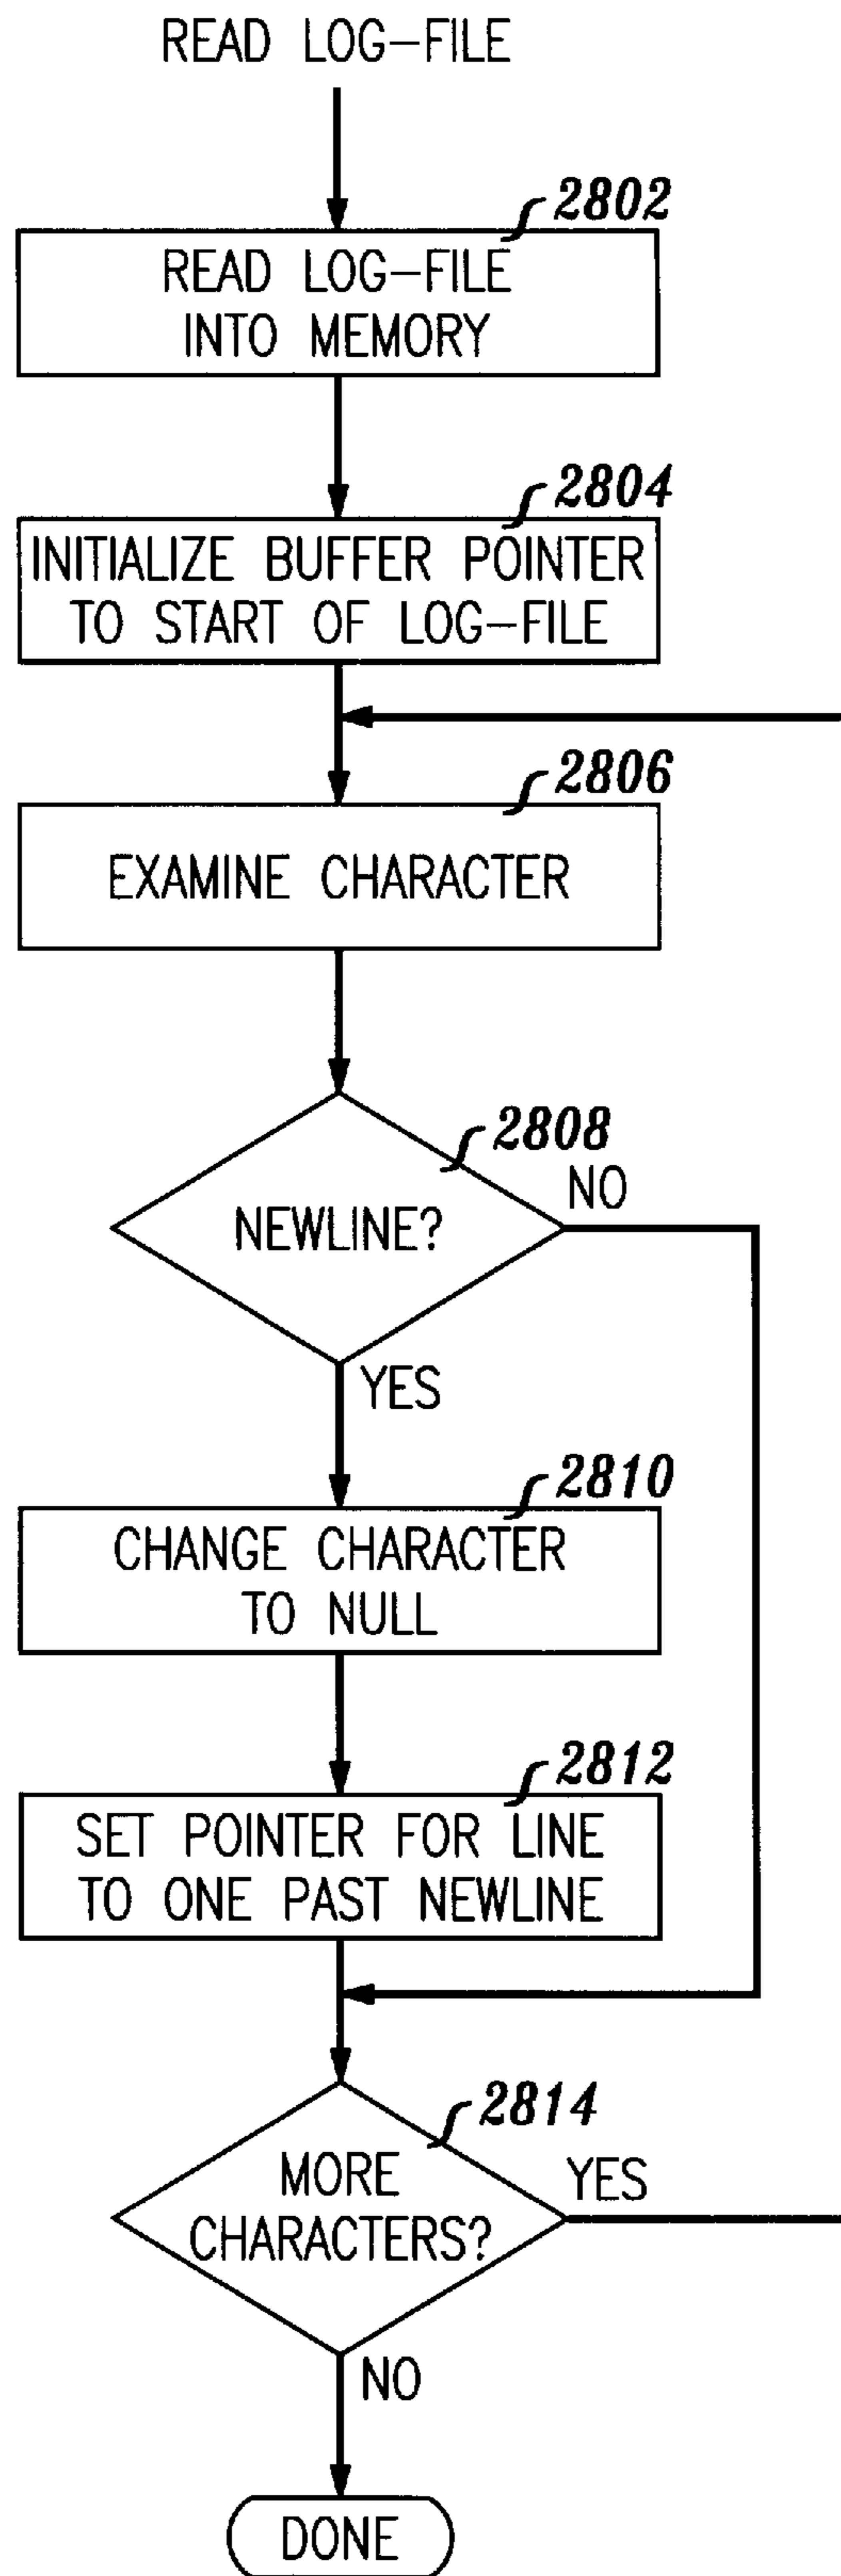 READ LOG-FILE
2802
READ LOG-FILE
INTO MEMORY
2804
INITIALIZE BUFFER POINTER
TO START OF LOG-FILE
2806
EXAMINE CHARACTER
2808
NO
NEWLINE?
YES
2810
CHANGE CHARACTER
TO NULL
2812
SET POINTER FOR LINE
TO ONE PAST NEWLINE
2814
MORE
CHARACTERS?
YES
NO
DONE